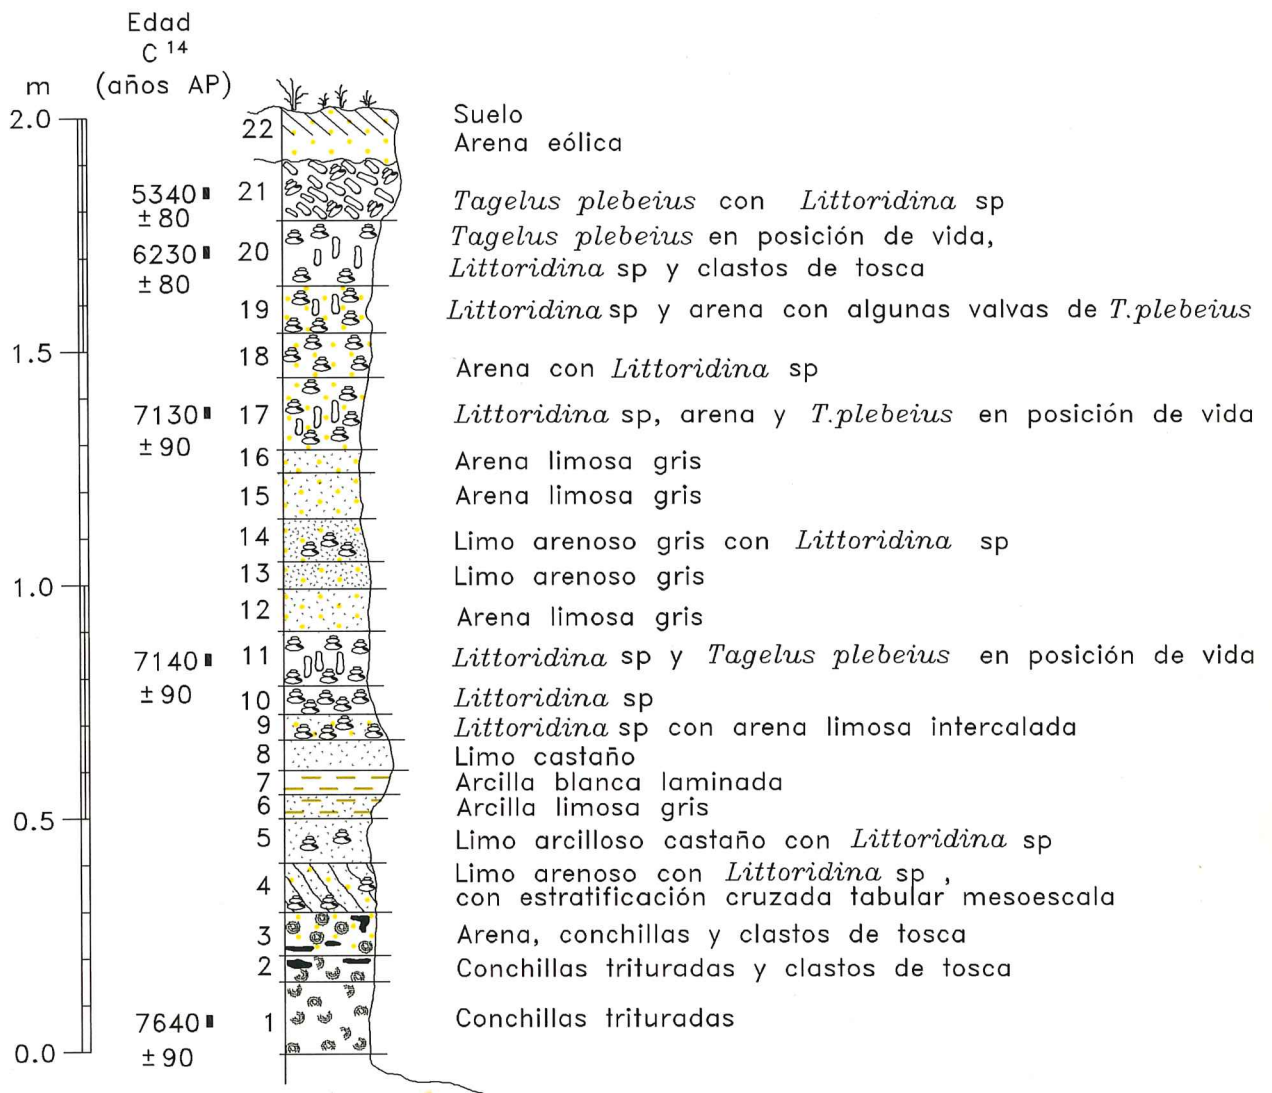 Edad
C 14
m (años AP)
2.0
22 Suelo
Arena eólica
5340 21 Tagelus plebeius con Littoridina sp
±80
6230 20 Tagelus plebeius en posición de vida,
±80 Littoridina sp y clastos de tosca
19 Littoridina sp y arena con algunas valvas de T.plebeius
1.5
18 Arena con Littoridina sp
7130 17 Littoridina sp, arena y T.plebeius en posición de vida
±90
16 Arena limosa gris
15 Arena limosa gris
14 Limo arenoso gris con Littoridina sp
13 Limo arenoso gris
1.0
12 Arena limosa gris
7140 11 Littoridina sp y Tagelus plebeius en posición de vida
±90
10 Littoridina sp
9 Littoridina sp con arena limosa intercalada
8 Limo castaño
7 Arcilla blanca laminada
6 Arcilla limosa gris
0.5
5 Limo arcilloso castaño con Littoridina sp
4 Limo arenoso con Littoridina sp ,
con estratificación cruzada tabular mesoescala
3 Arena, conchillas y clastos de tosca
2 Conchillas trituradas y clastos de tosca
7640 1 Conchillas trituradas
±90
0.0